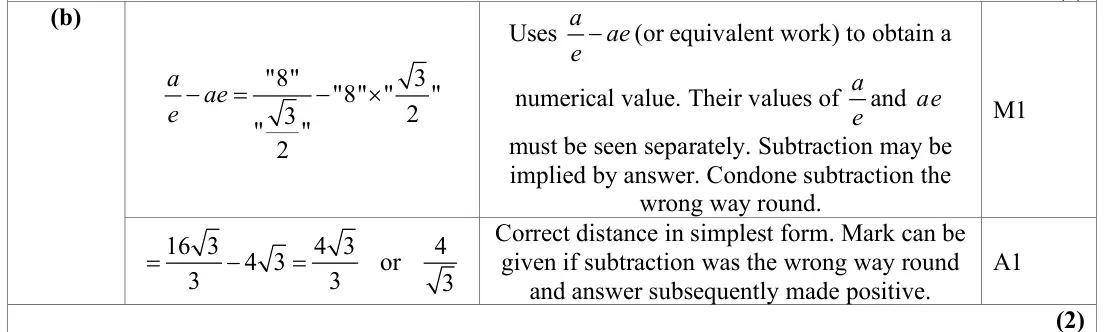 (b)
a/e − ae = "8"/"√3/2" − "8" × "√3/2"
Uses a/e − ae (or equivalent work) to obtain a
numerical value. Their values of a/e and ae
must be seen separately. Subtraction may be
implied by answer. Condone subtraction the
wrong way round.
M1
= 16√3/3 − 4√3 = 4√3/3 or 4/√3
Correct distance in simplest form. Mark can be
given if subtraction was the wrong way round
and answer subsequently made positive.
A1
(2)